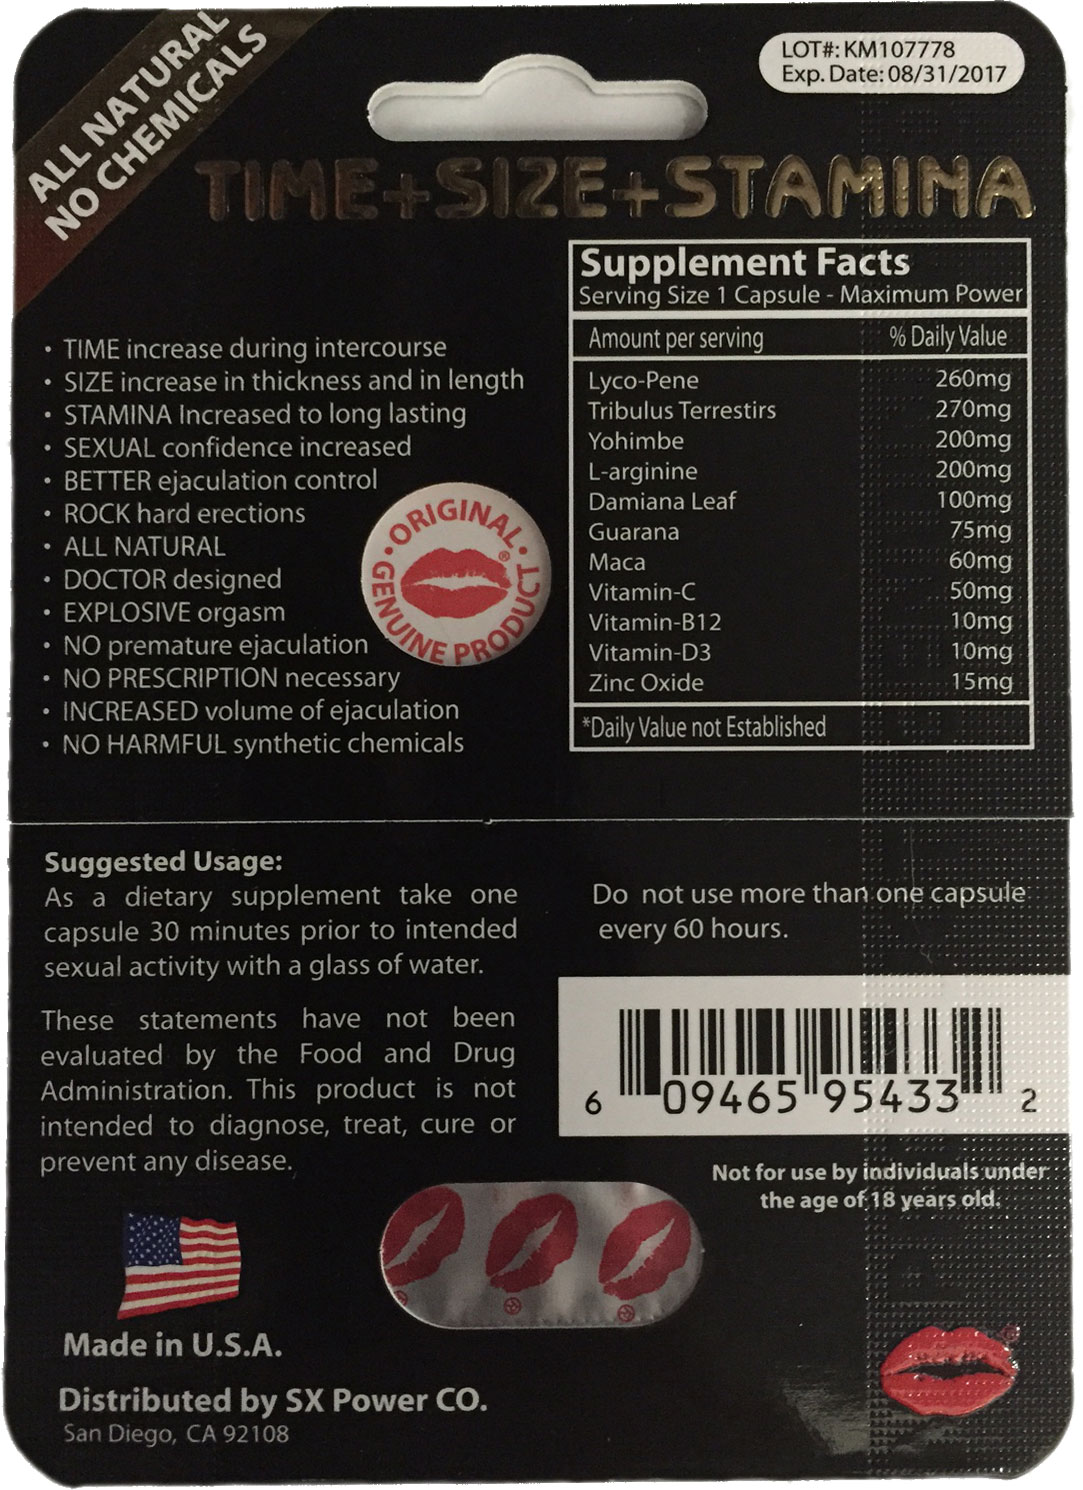 ALL NATURAL
NO CHEMICALS
LOT#: KM107778
Exp. Date: 08/31/2017
TIME+SIZE+STAMINA
Supplement Facts
Serving Size 1 Capsule - Maximum Power
Amount per serving % Daily Value
Lyco-Pene 260mg
Tribulus Terrestirs 270mg
Yohimbe 200mg
L-arginine 200mg
Damiana Leaf 100mg
Guarana 75mg
Maca 60mg
Vitamin-C 50mg
Vitamin-B12 10mg
Vitamin-D3 10mg
Zinc Oxide 15mg
*Daily Value not Established
• TIME increase during intercourse
• SIZE increase in thickness and in length
• STAMINA Increased to long lasting
• SEXUAL confidence increased
• BETTER ejaculation control
• ROCK hard erections
• ALL NATURAL
• DOCTOR designed
• EXPLOSIVE orgasm
• NO premature ejaculation
• NO PRESCRIPTION necessary
• INCREASED volume of ejaculation
• NO HARMFUL synthetic chemicals
• ORIGINAL •
GENUINE PRODUCT
®
Suggested Usage:
As a dietary supplement take one
capsule 30 minutes prior to intended
sexual activity with a glass of water.
These statements have not been
evaluated by the Food and Drug
Administration. This product is not
intended to diagnose, treat, cure or
prevent any disease.
Do not use more than one capsule
every 60 hours.
6 09465 95433 2
Not for use by individuals under
the age of 18 years old.
Made in U.S.A.
Distributed by SX Power CO.
San Diego, CA 92108